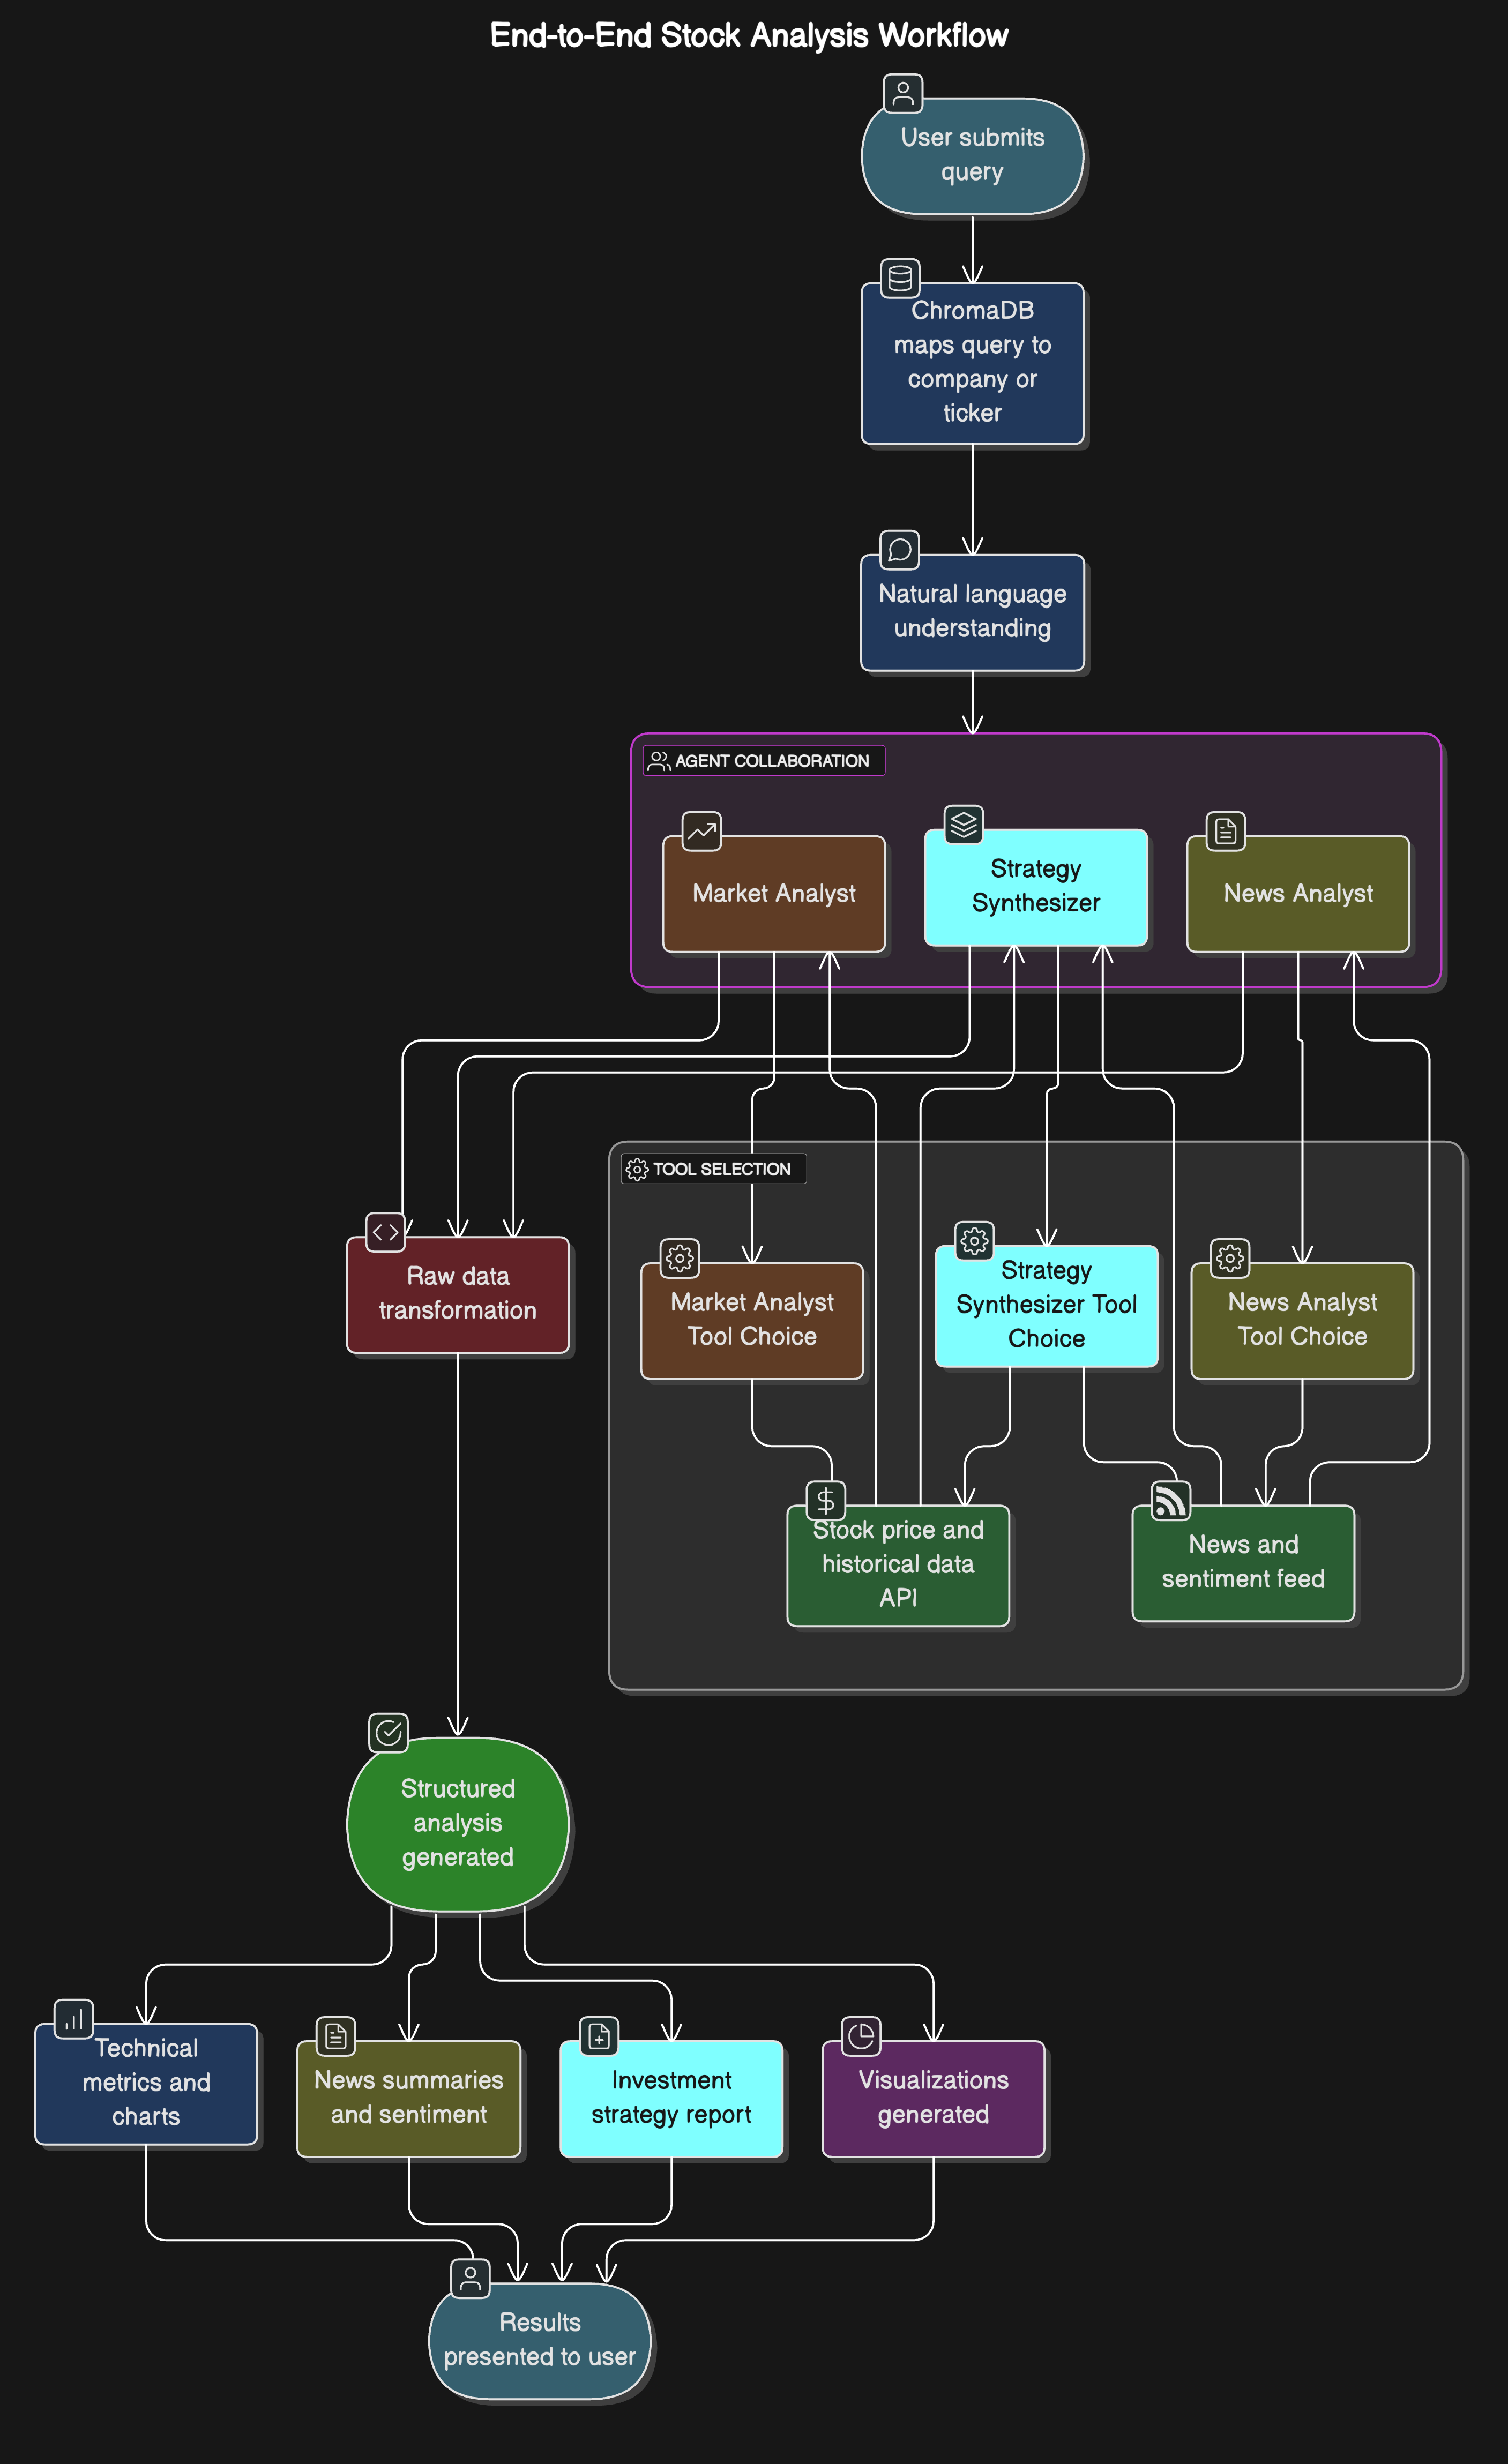 End-to-End Stock Analysis Workflow
User submits
query
ChromaDB
maps query to
company or
ticker
Natural language
understanding
AGENT COLLABORATION
Market Analyst
Strategy
Synthesizer
News Analyst
TOOL SELECTION
Raw data
transformation
Market Analyst
Tool Choice
Strategy
Synthesizer Tool
Choice
News Analyst
Tool Choice
Stock price and
historical data
API
News and
sentiment feed
Structured
analysis
generated
Technical
metrics and
charts
News summaries
and sentiment
Investment
strategy report
Visualizations
generated
Results
presented to user